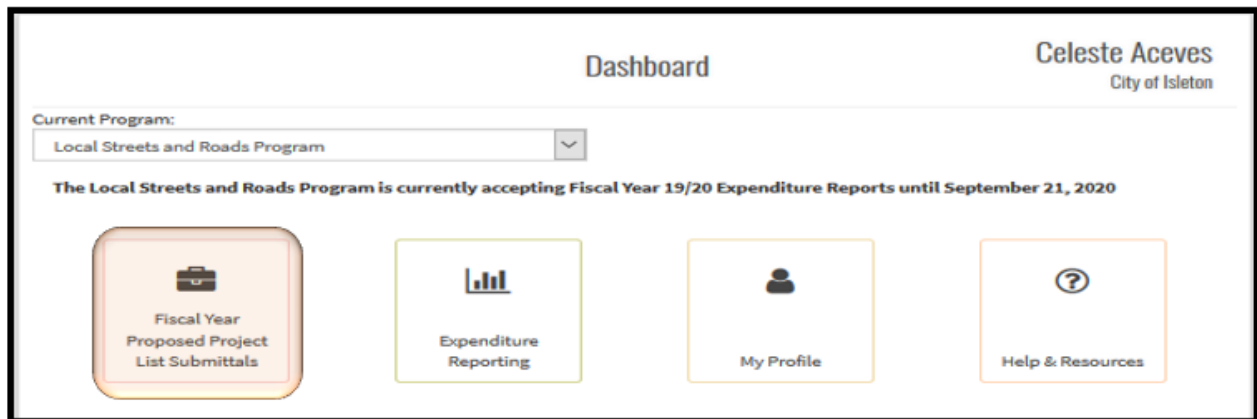 Dashboard
Celeste Aceves
City of Isleton
Current Program:
Local Streets and Roads Program
The Local Streets and Roads Program is currently accepting Fiscal Year 19/20 Expenditure Reports until September 21, 2020
Fiscal Year
Proposed Project
List Submittals
Expenditure
Reporting
My Profile
Help & Resources